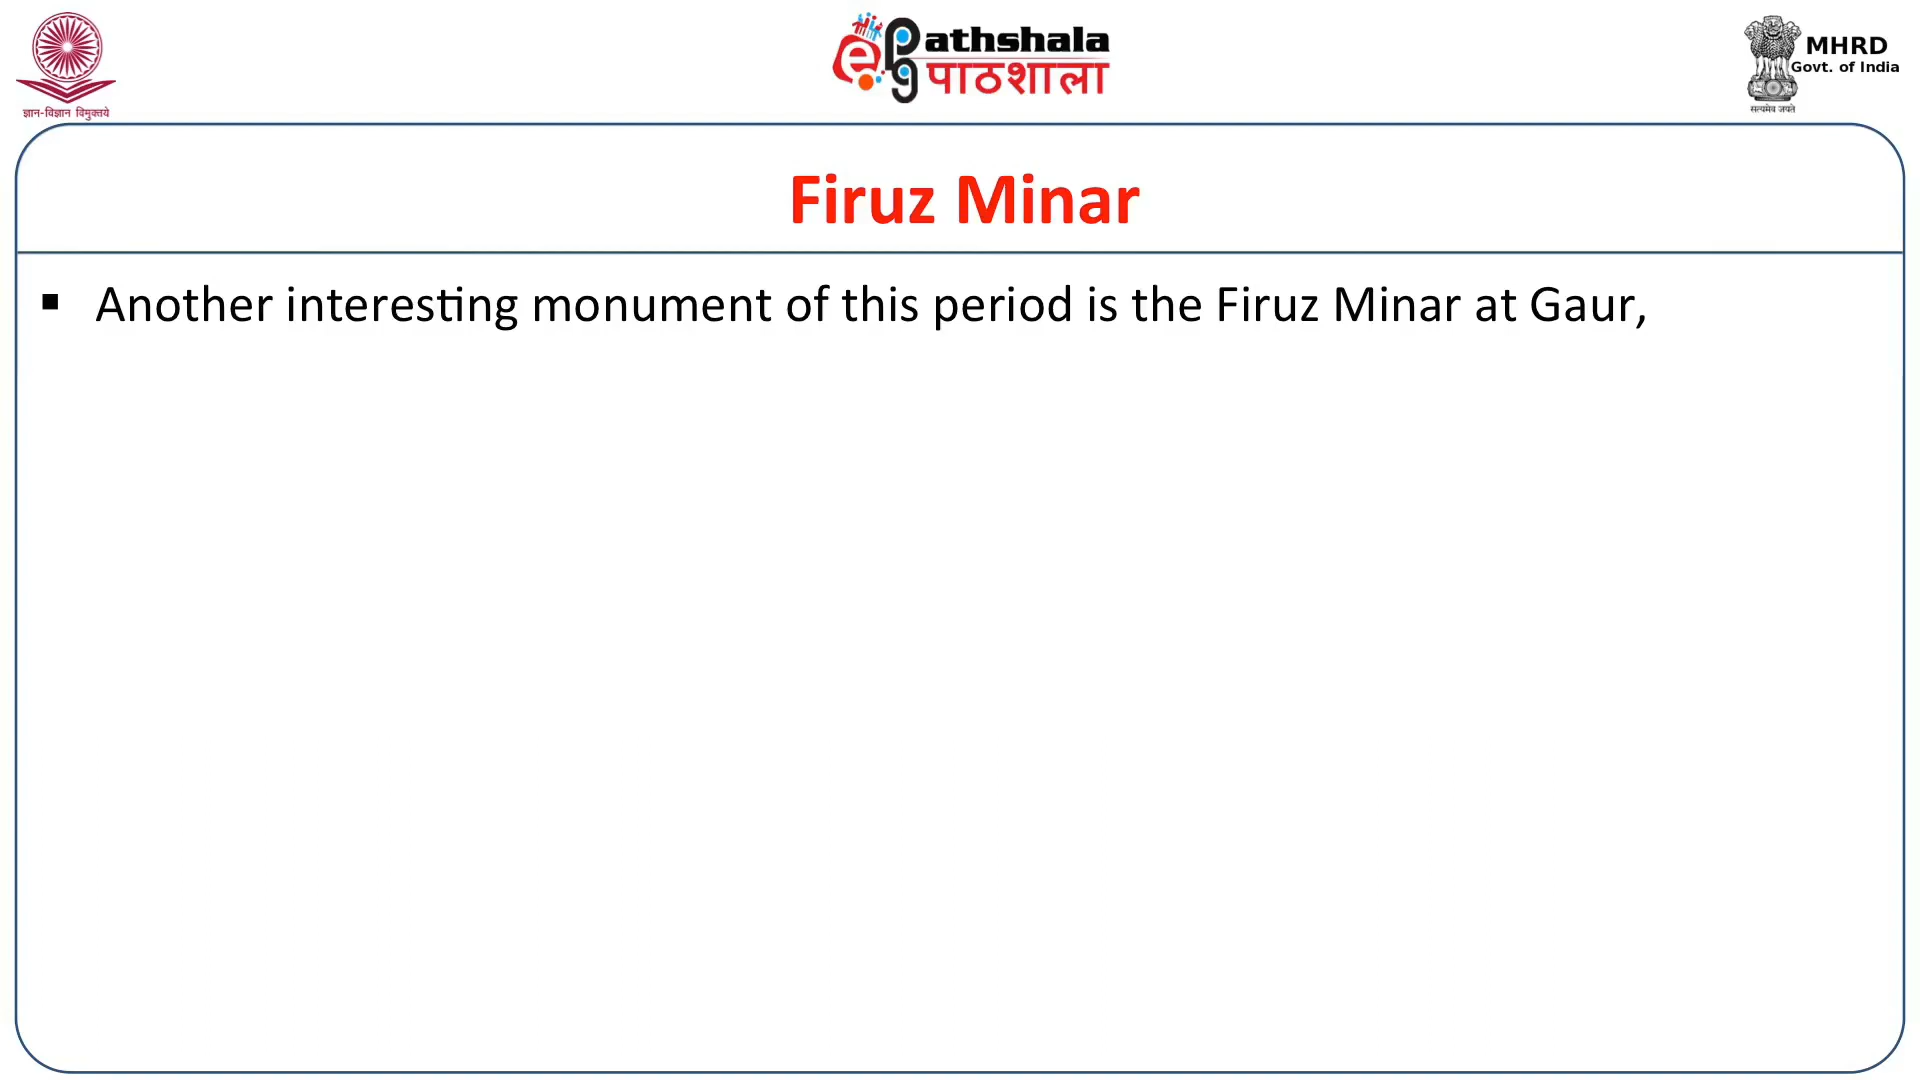 ज्ञान-विज्ञान विमुक्तये
ePathshala
पाठशाला
MHRD
Govt. of India
सत्यमेव जयते
Firuz Minar
▪ Another interesting monument of this period is the Firuz Minar at Gaur,